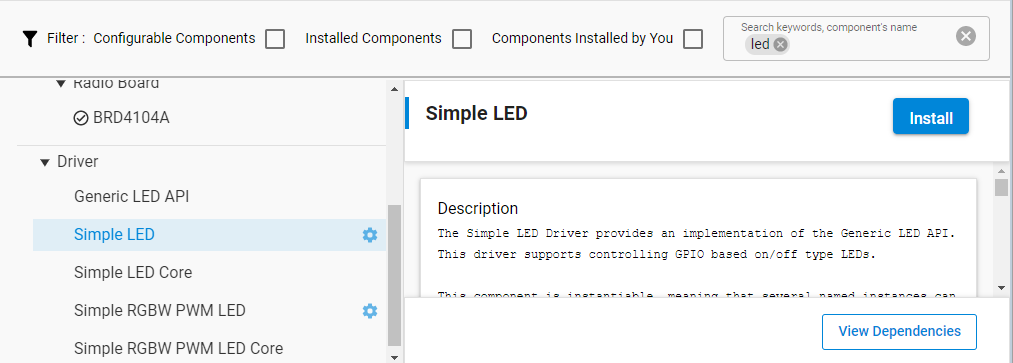 Filter : Configurable Components Installed Components Components Installed by You
Search keywords, component's name
led
Radio Board
BRD4104A
Driver
Generic LED API
Simple LED
Simple LED Core
Simple RGBW PWM LED
Simple RGBW PWM LED Core
Simple LED
Install
Description
The Simple LED Driver provides an implementation of the Generic LED API.
This driver supports controlling GPIO based on/off type LEDs.
This component is instantiable, meaning that several named instances can
View Dependencies